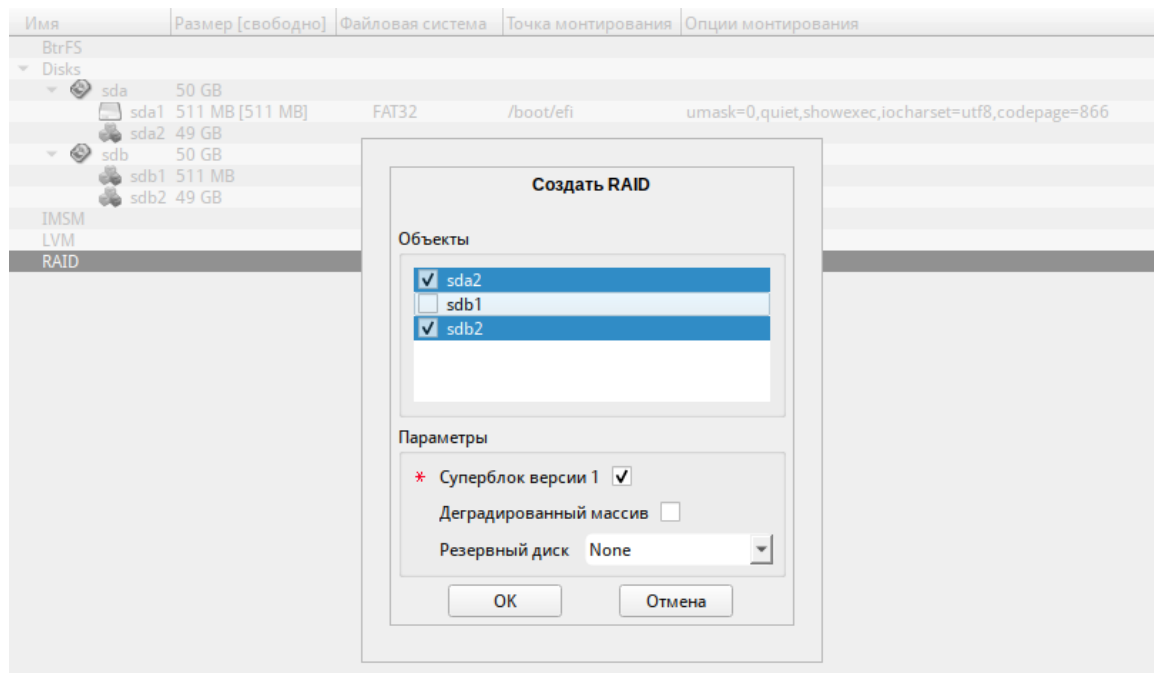 Имя Размер [свободно] Файловая система Точка монтирования Опции монтирования
BtrFS
Disks
sda 50 GB
sda1 511 MB [511 MB] FAT32 /boot/efi umask=0,quiet,showexec,iocharset=utf8,codepage=866
sda2 49 GB
sdb 50 GB
sdb1 511 MB
sdb2 49 GB
IMSM
LVM
RAID
Создать RAID
Объекты
sda2
sdb1
sdb2
Параметры
* Суперблок версии 1
Деградированный массив
Резервный диск None
OK Отмена